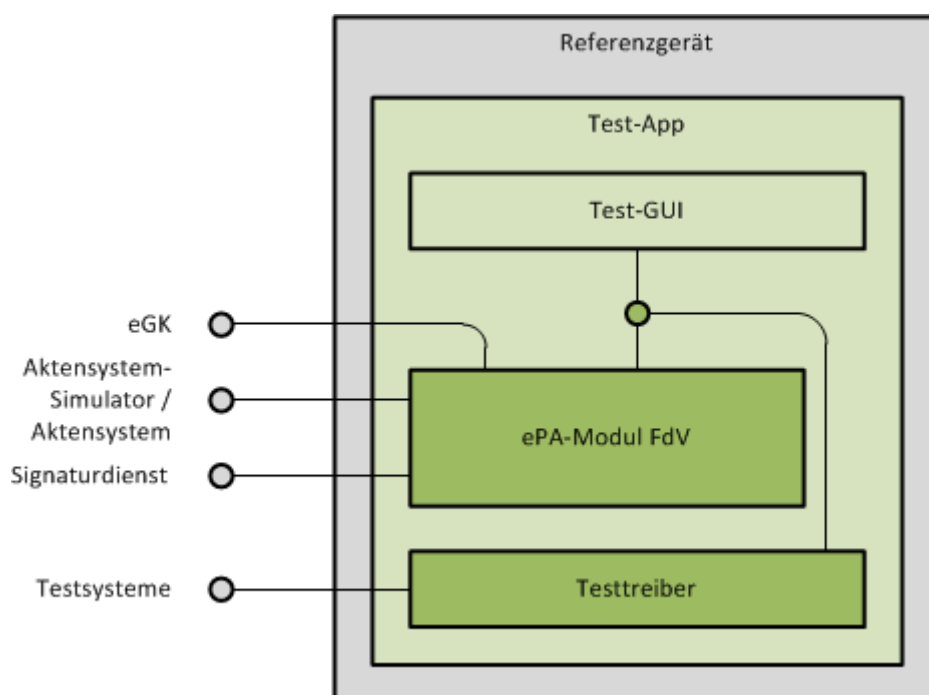 Referenzgerät
Test-App
Test-GUI
eGK
Aktensystem-
Simulator /
Aktensystem
ePA-Modul FdV
Signaturdienst
Testsysteme
Testtreiber